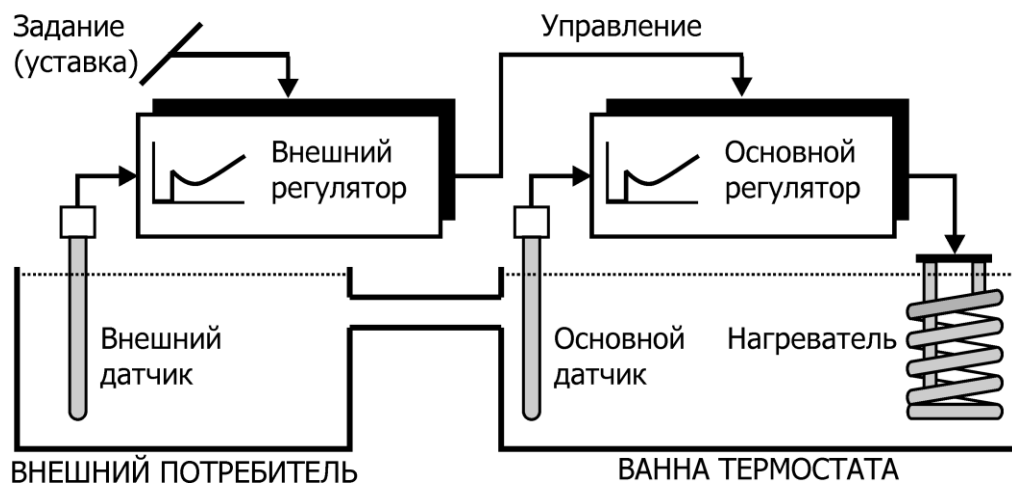 Задание
(уставка)
Управление
Внешний
регулятор
Основной
регулятор
Внешний
датчик
Основной
датчик
Нагреватель
ВНЕШНИЙ ПОТРЕБИТЕЛЬ
ВАННА ТЕРМОСТАТА